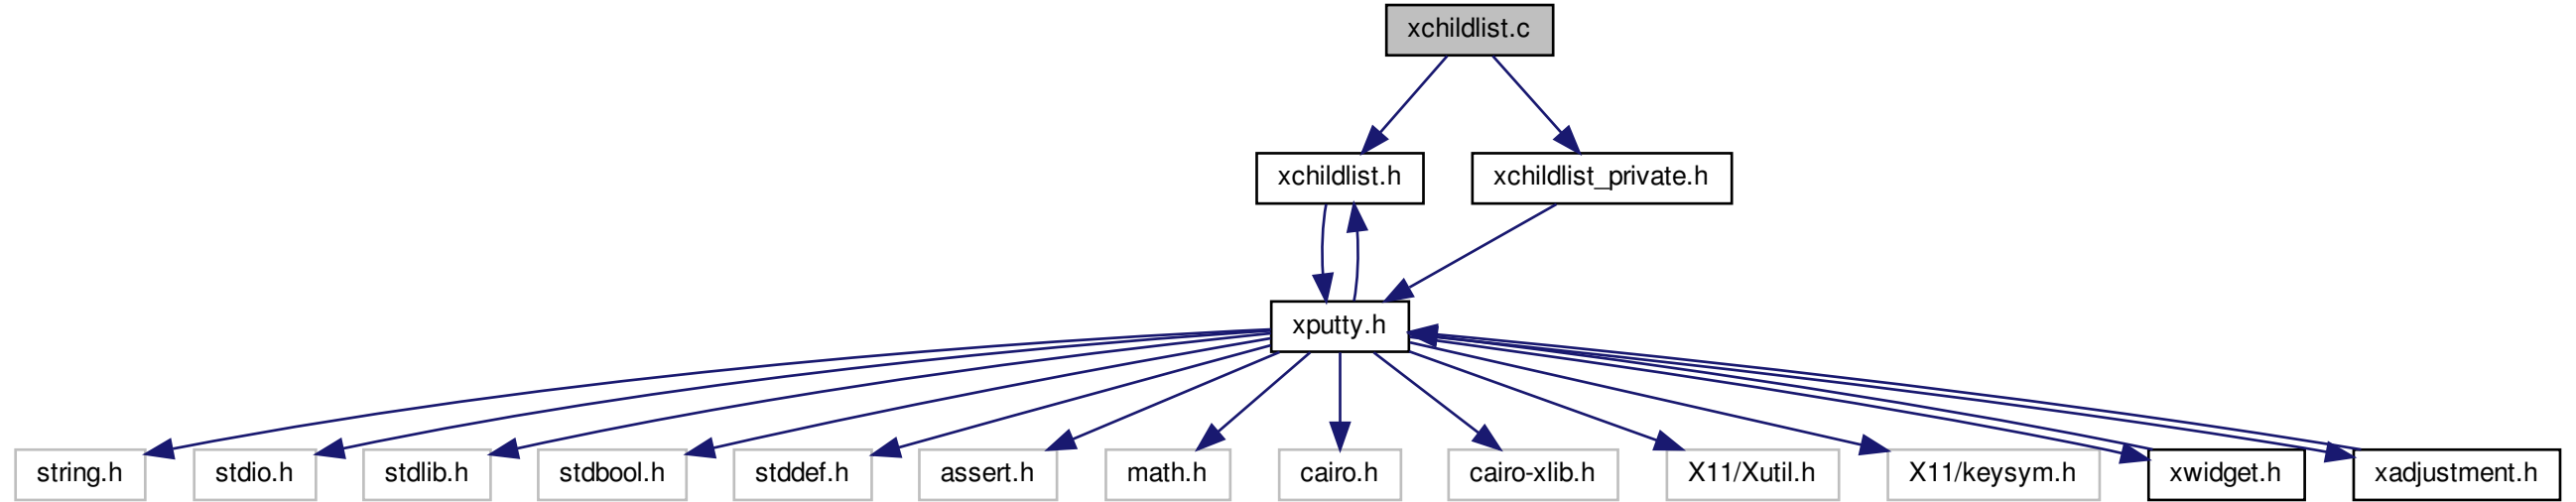 xchildlist.c
xchildlist.h
xchildlist_private.h
xputty.h
string.h
stdio.h
stdlib.h
stdbool.h
stddef.h
assert.h
math.h
cairo.h
cairo-xlib.h
X11/Xutil.h
X11/keysym.h
xwidget.h
xadjustment.h